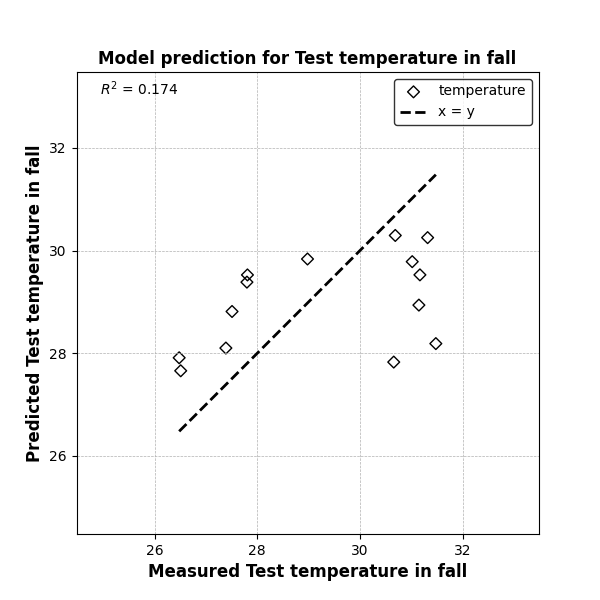 Model prediction for Test temperature in fall
R² = 0.174
temperature
x = y
Predicted Test temperature in fall
32
30
28
26
26 28 30 32
Measured Test temperature in fall